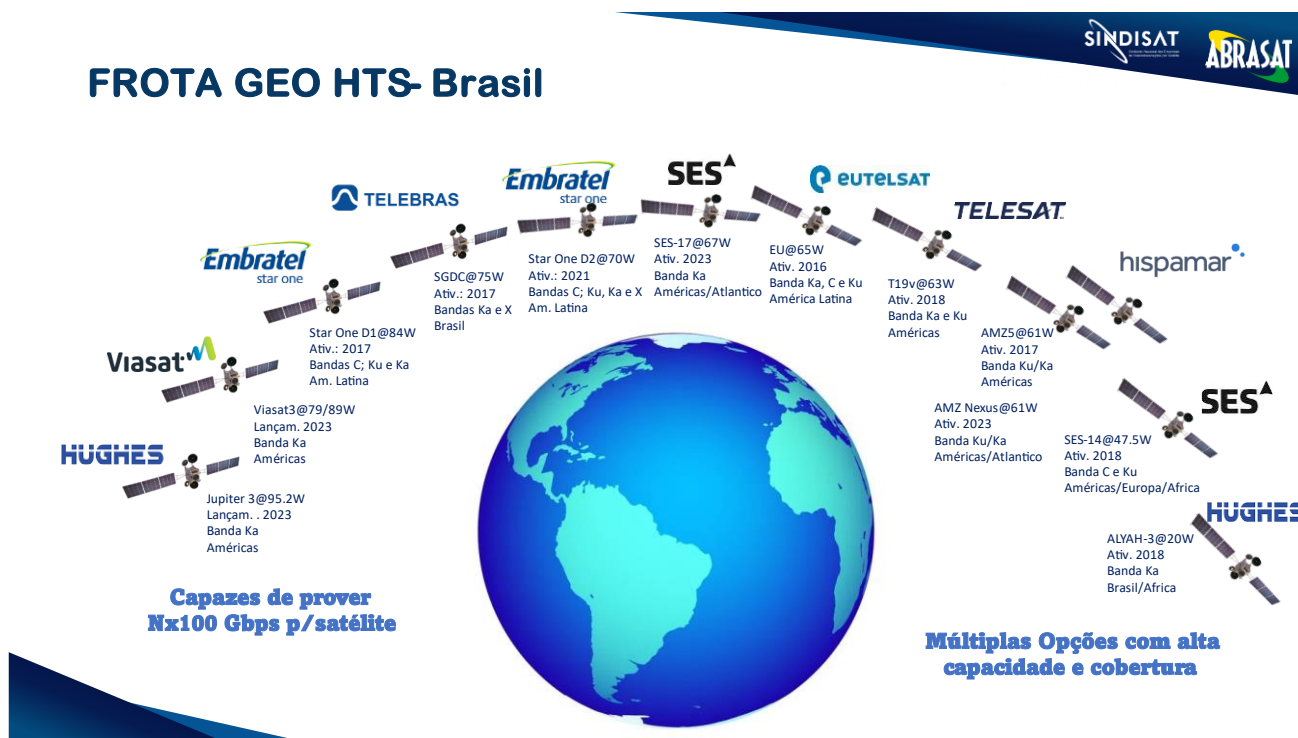 SINDISAT
ABRASAT
FROTA GEO HTS- Brasil
HUGHES
Jupiter 3@95.2W
Lançam. . 2023
Banda Ka
Américas
Viasat
Viasat3@79/89W
Lançam. 2023
Banda Ka
Américas
Embratel
star one
Star One D1@84W
Ativ.: 2017
Bandas C; Ku e Ka
Am. Latina
TELEBRAS
SGDC@75W
Ativ.: 2017
Bandas Ka e X
Brasil
Embratel
star one
Star One D2@70W
Ativ.: 2021
Bandas C; Ku, Ka e X
Am. Latina
SES
SES-17@67W
Ativ. 2023
Banda Ka
Américas/Atlantico
eutelsat
EU@65W
Ativ. 2016
Banda Ka, C e Ku
América Latina
TELESAT
T19v@63W
Ativ. 2018
Banda Ka e Ku
Américas
hispamar
AMZ5@61W
Ativ. 2017
Banda Ku/Ka
Américas
AMZ Nexus@61W
Ativ. 2023
Banda Ku/Ka
Américas/Atlantico
SES
SES-14@47.5W
Ativ. 2018
Banda C e Ku
Américas/Europa/Africa
HUGHES
ALYAH-3@20W
Ativ. 2018
Banda Ka
Brasil/Africa
Capazes de prover
Nx100 Gbps p/satélite
Múltiplas Opções com alta
capacidade e cobertura